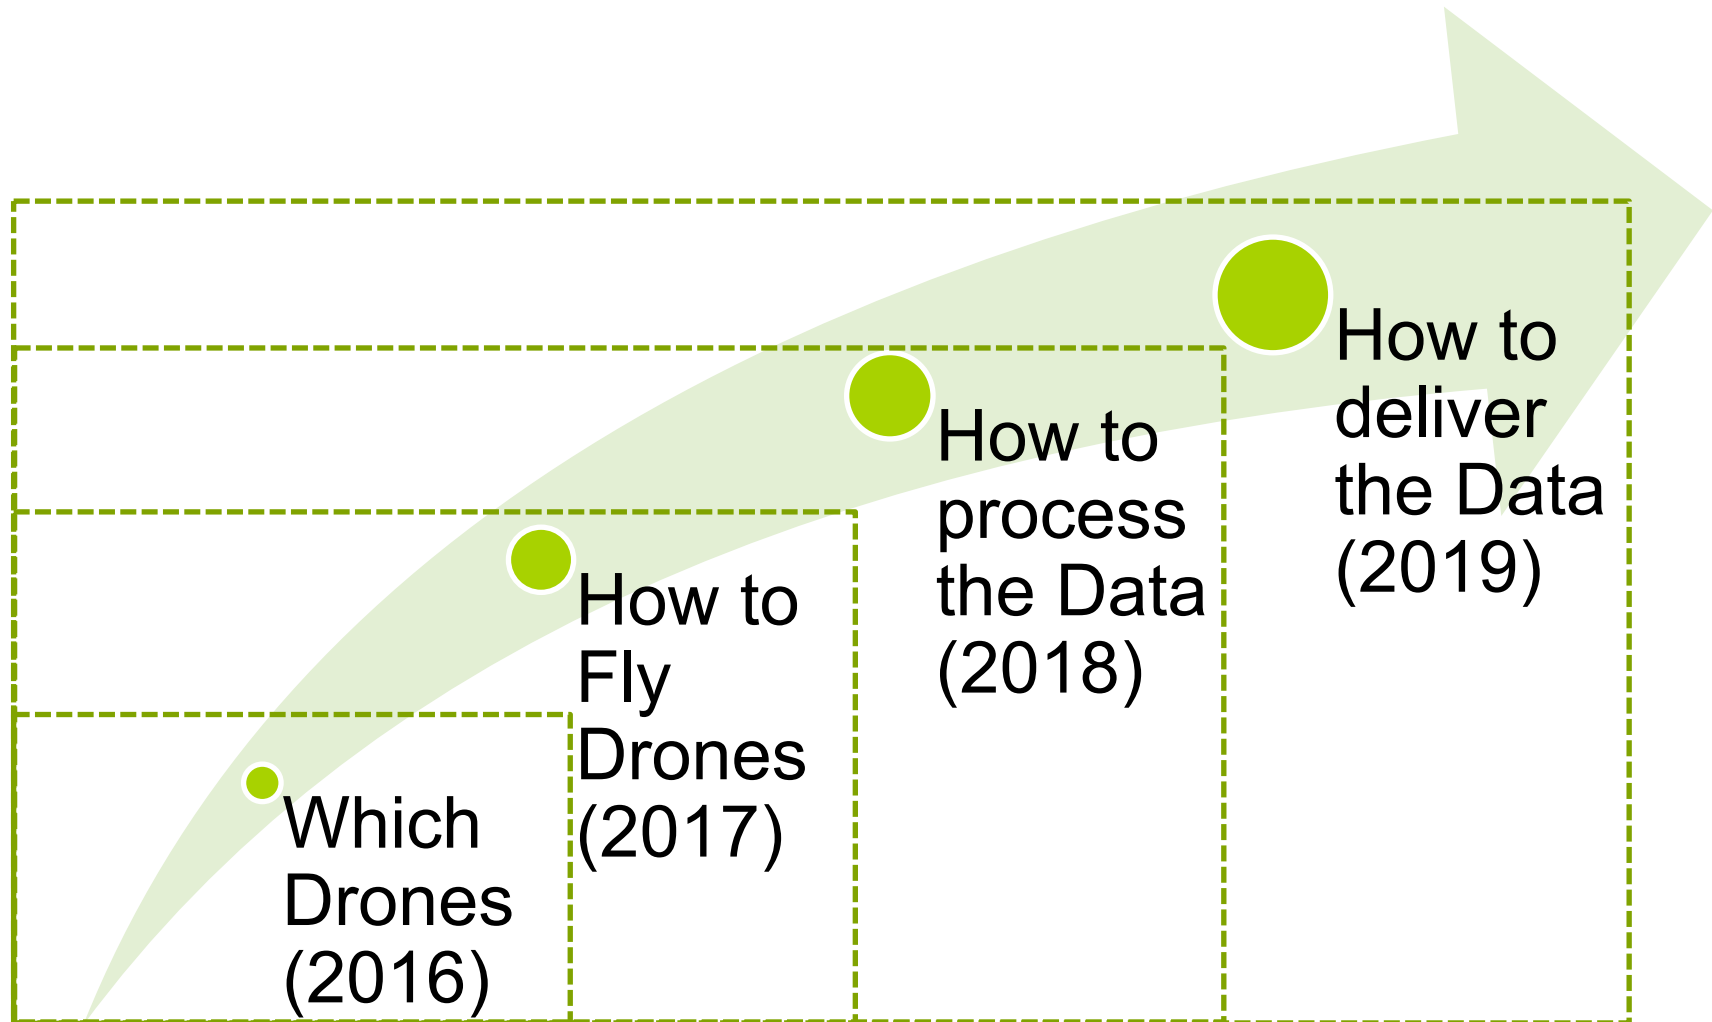 Which
Drones
(2016)
How to
Fly
Drones
(2017)
How to
process
the Data
(2018)
How to
deliver
the Data
(2019)